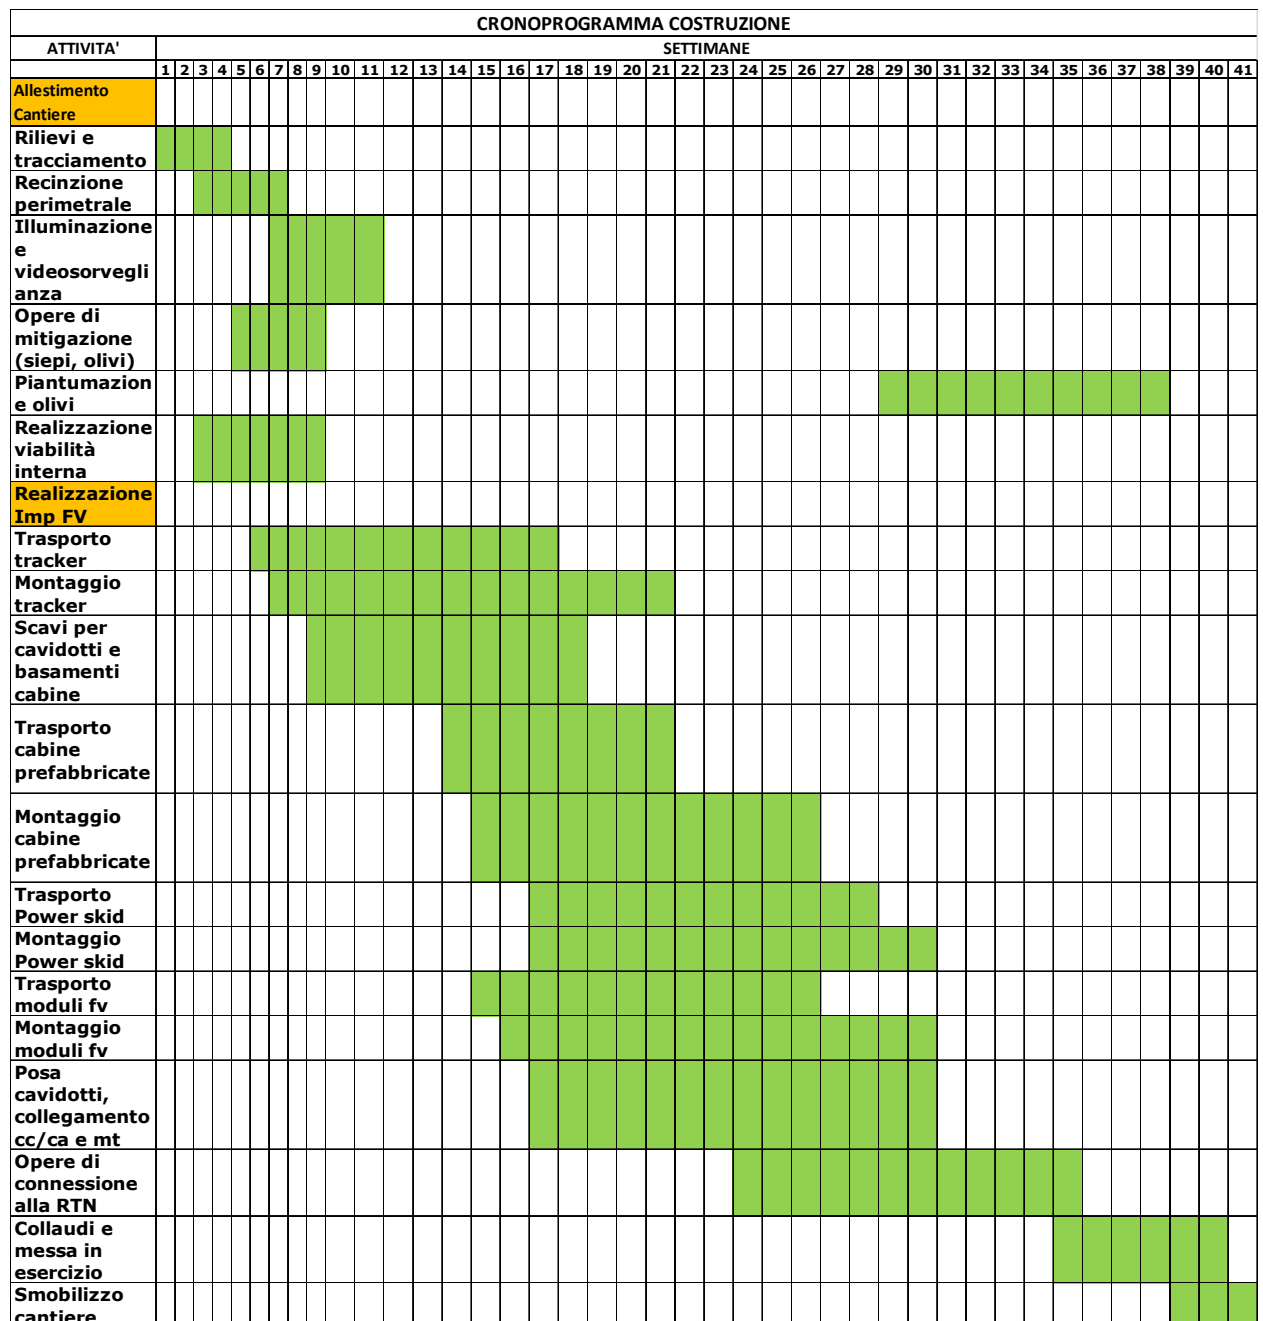 CRONOPROGRAMMA COSTRUZIONE
ATTIVITA' SETTIMANE
1 2 3 4 5 6 7 8 9 10 11 12 13 14 15 16 17 18 19 20 21 22 23 24 25 26 27 28 29 30 31 32 33 34 35 36 37 38 39 40 41
Allestimento
Cantiere
Rilievi e
tracciamento
Recinzione
perimetrale
Illuminazione
e
videosorvegli
anza
Opere di
mitigazione
(siepi, olivi)
Piantumazion
e olivi
Realizzazione
viabilità
interna
Realizzazione
Imp FV
Trasporto
tracker
Montaggio
tracker
Scavi per
cavidotti e
basamenti
cabine
Trasporto
cabine
prefabbricate
Montaggio
cabine
prefabbricate
Trasporto
Power skid
Montaggio
Power skid
Trasporto
moduli fv
Montaggio
moduli fv
Posa
cavidotti,
collegamento
cc/ca e mt
Opere di
connessione
alla RTN
Collaudi e
messa in
esercizio
Smobilizzo
cantiere